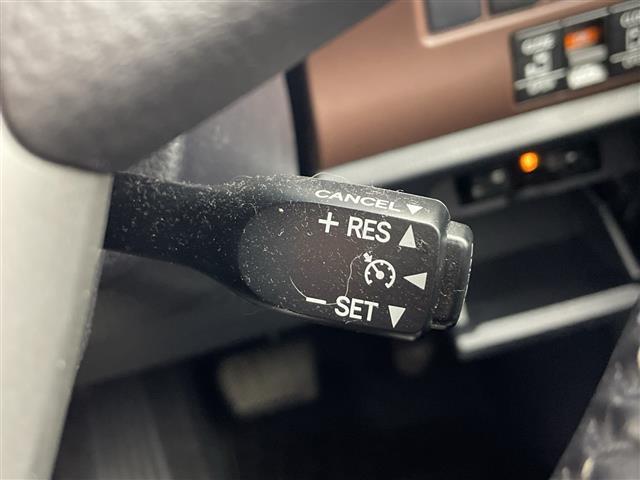 CANCEL ▼
+ RES ▲
◀
− SET ▼